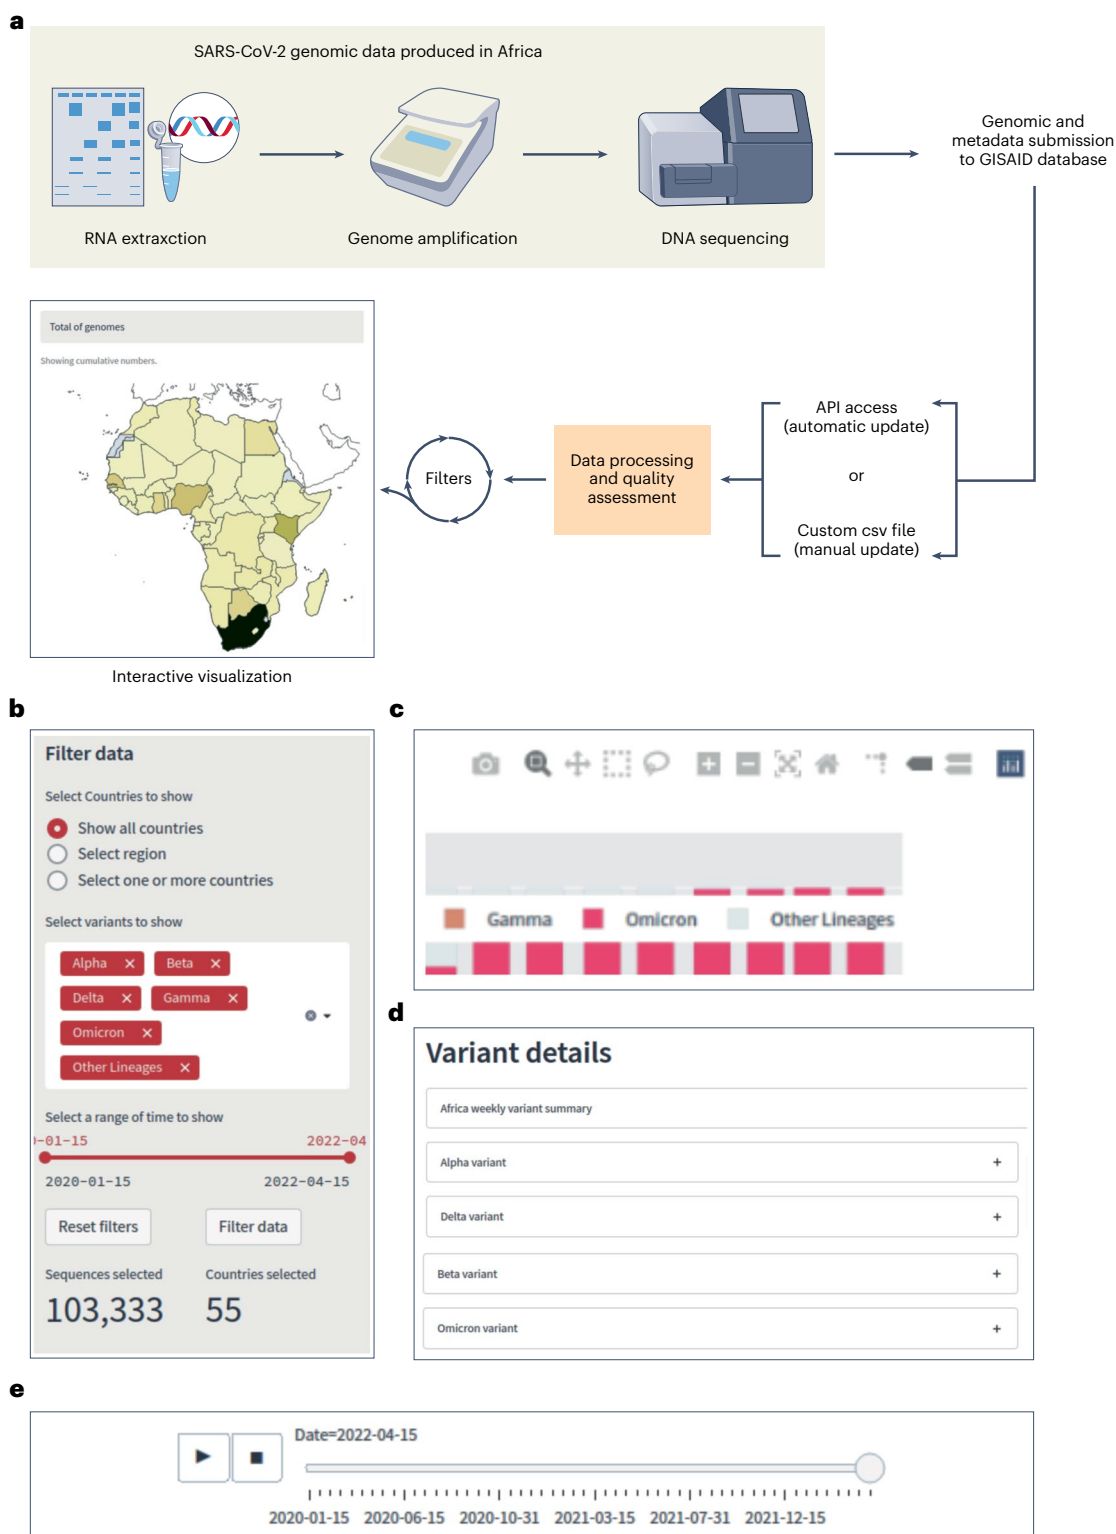 a
SARS-CoV-2 genomic data produced in Africa
RNA extraxction
Genome amplification
DNA sequencing
Genomic and
metadata submission
to GISAID database
Total of genomes
Showing cumulative numbers.
Interactive visualization
Filters
Data processing
and quality
assessment
API access
(automatic update)
or
Custom csv file
(manual update)
b
Filter data
Select Countries to show
Show all countries
Select region
Select one or more countries
Select variants to show
Alpha × Beta ×
Delta × Gamma ×
Omicron ×
Other Lineages ×
Select a range of time to show
-01-15 2022-04
2020-01-15 2022-04-15
Reset filters Filter data
Sequences selected Countries selected
103,333 55
c
Gamma Omicron Other Lineages
d
Variant details
Africa weekly variant summary
Alpha variant +
Delta variant +
Beta variant +
Omicron variant +
e
Date=2022-04-15
2020-01-15 2020-06-15 2020-10-31 2021-03-15 2021-07-31 2021-12-15